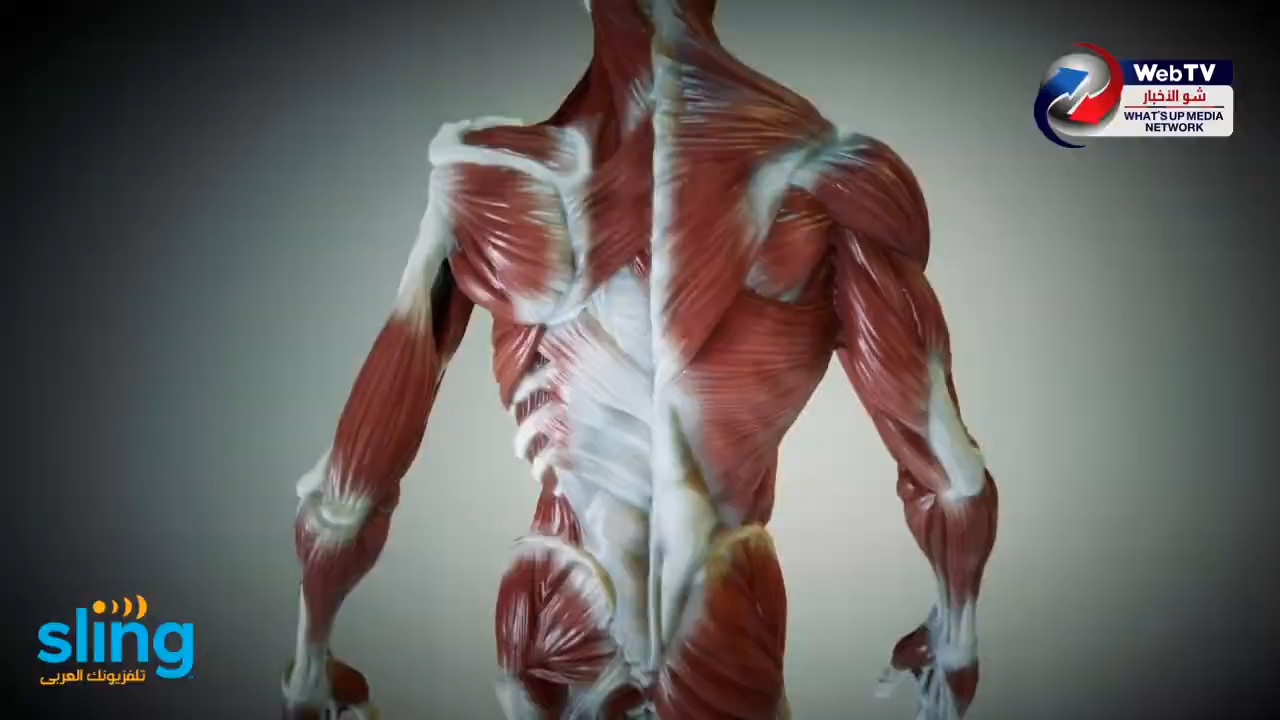 WebTV
شو الأخبار
WHAT'S UP MEDIA
NETWORK
sling
تلفزيونك العربي